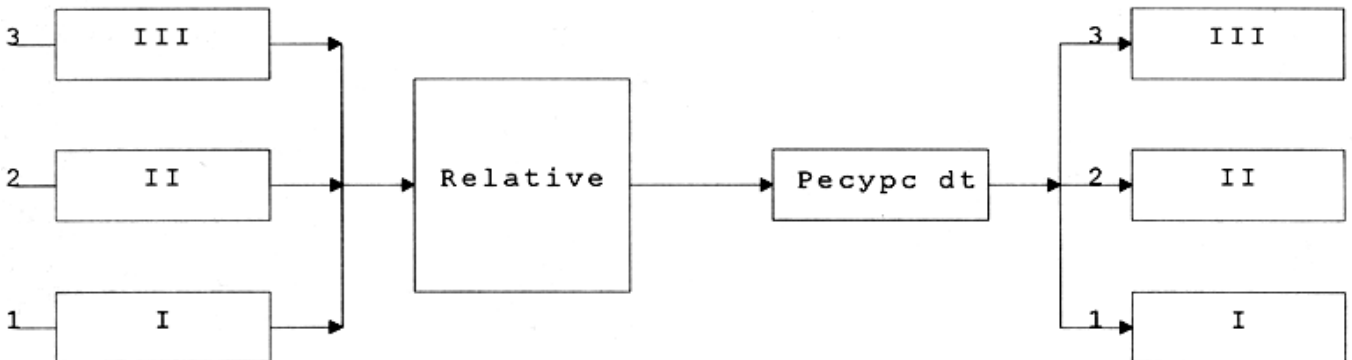 3 III 3 III
2 II Relative Pecypc dt 2 II
1 I 1 I